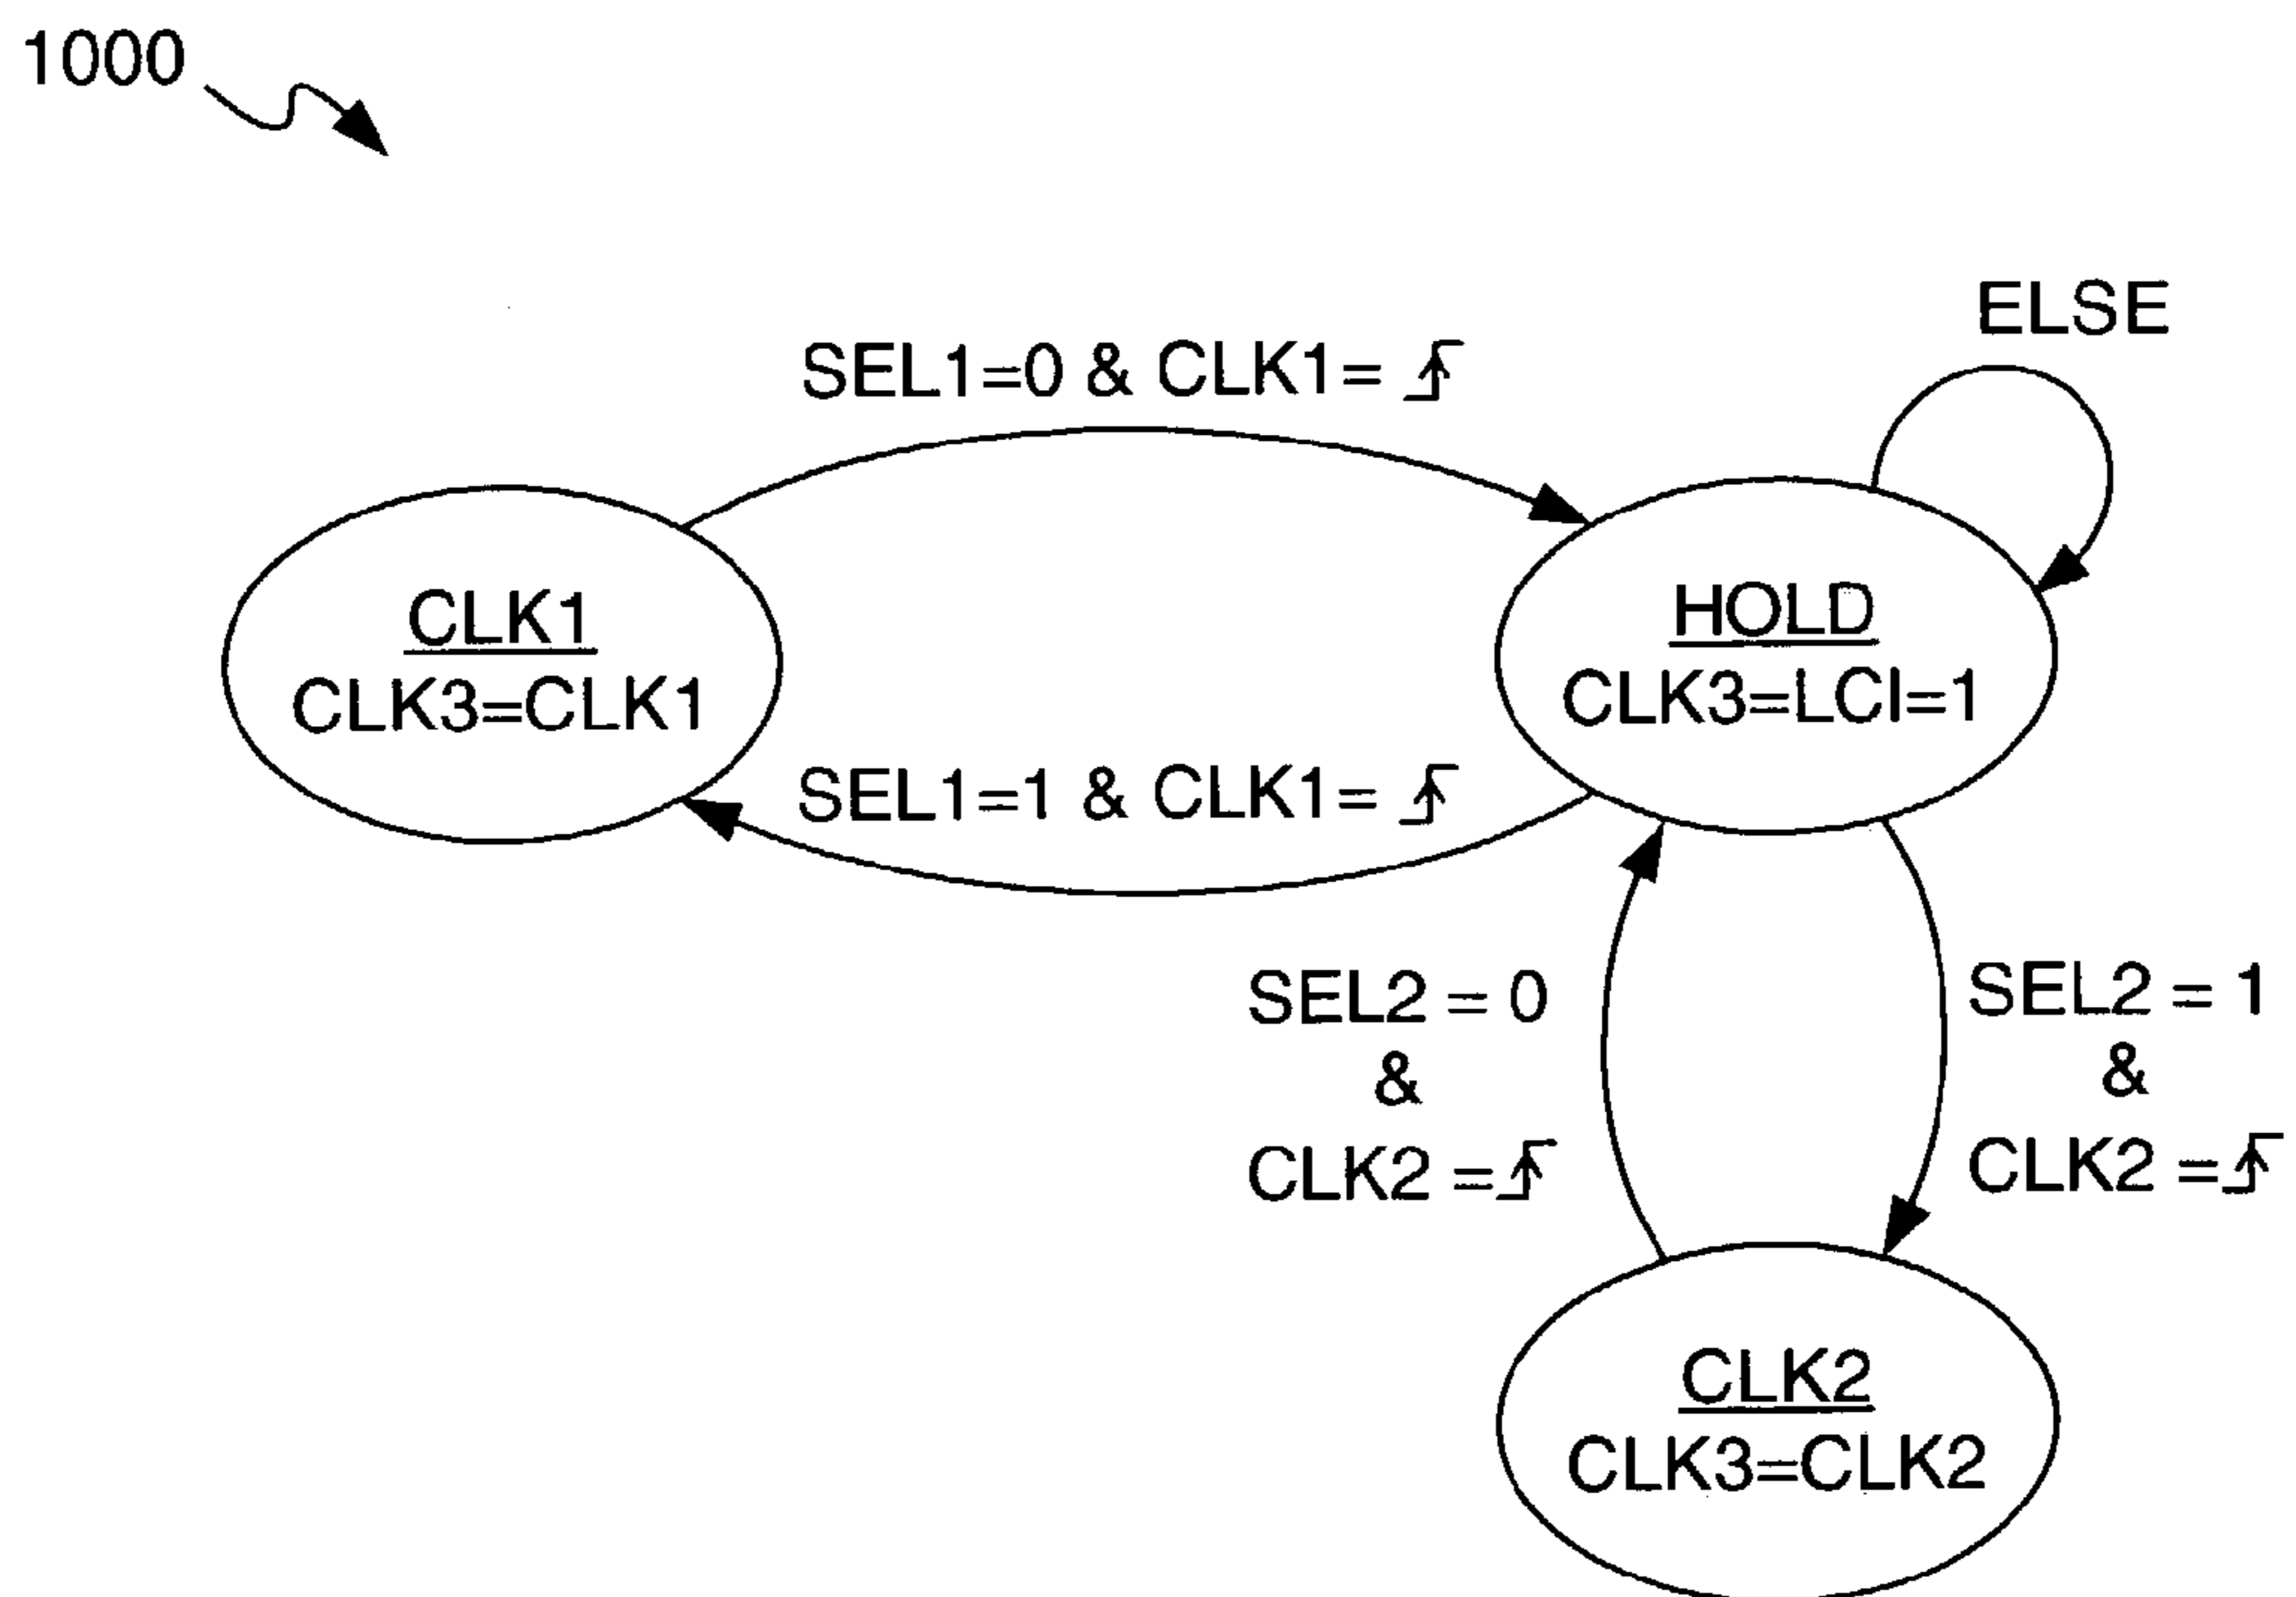 1000
ELSE
SEL1=0 & CLK1=
CLK1
CLK3=CLK1
HOLD
CLK3=LCI=1
SEL1=1 & CLK1=
SEL2 = 0
&
CLK2 =
SEL2 = 1
&
CLK2 =
CLK2
CLK3=CLK2